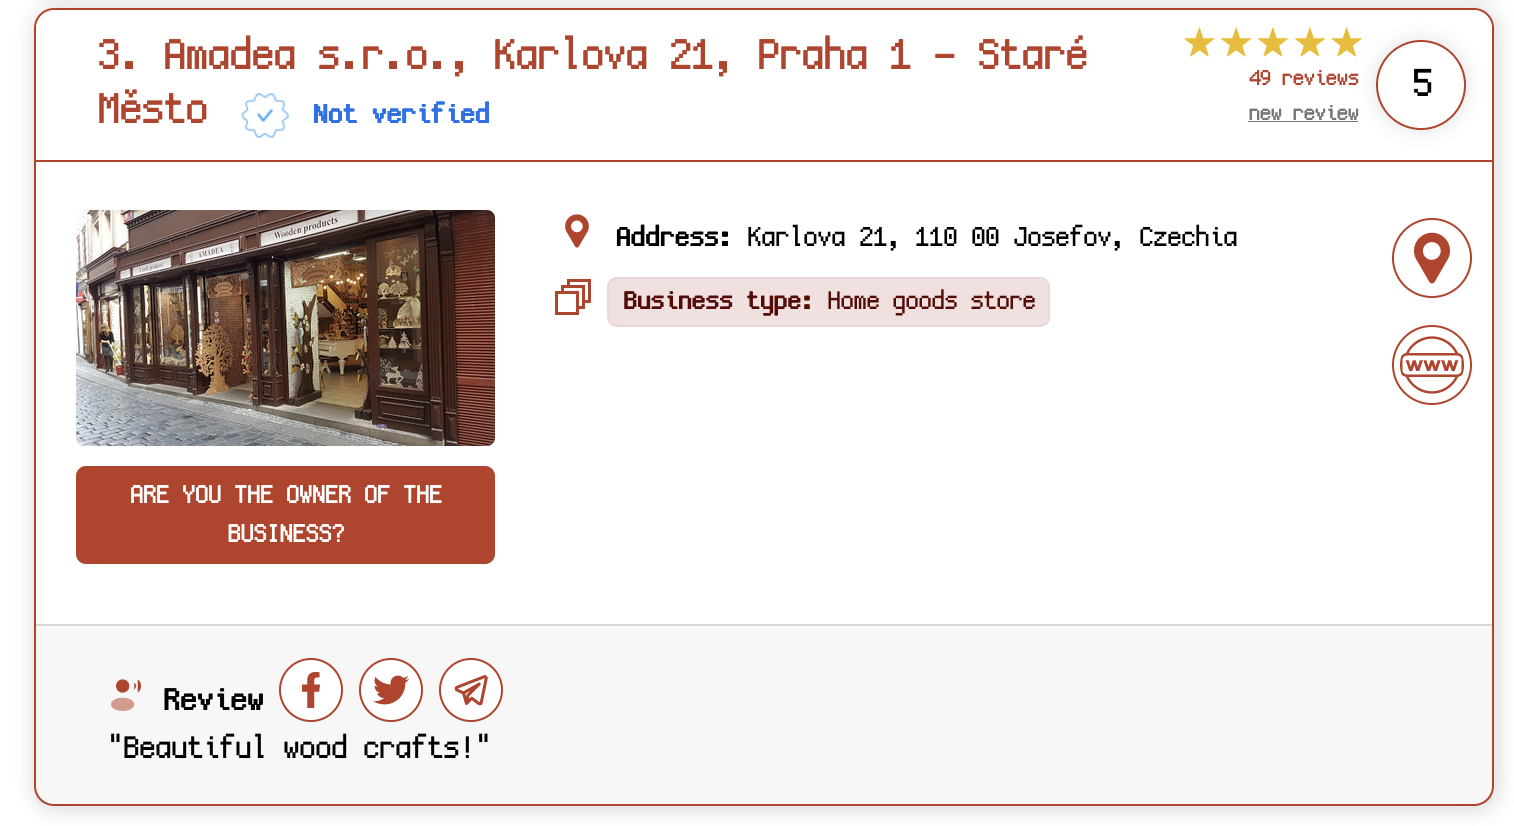 3. Amadea s.r.o., Karlova 21, Praha 1 - Staré
Město
Not verified
49 reviews
new review
5
Wooden products
AMADEA
Address: Karlova 21, 110 00 Josefov, Czechia
Business type: Home goods store
WWW
ARE YOU THE OWNER OF THE
BUSINESS?
Review
"Beautiful wood crafts!"